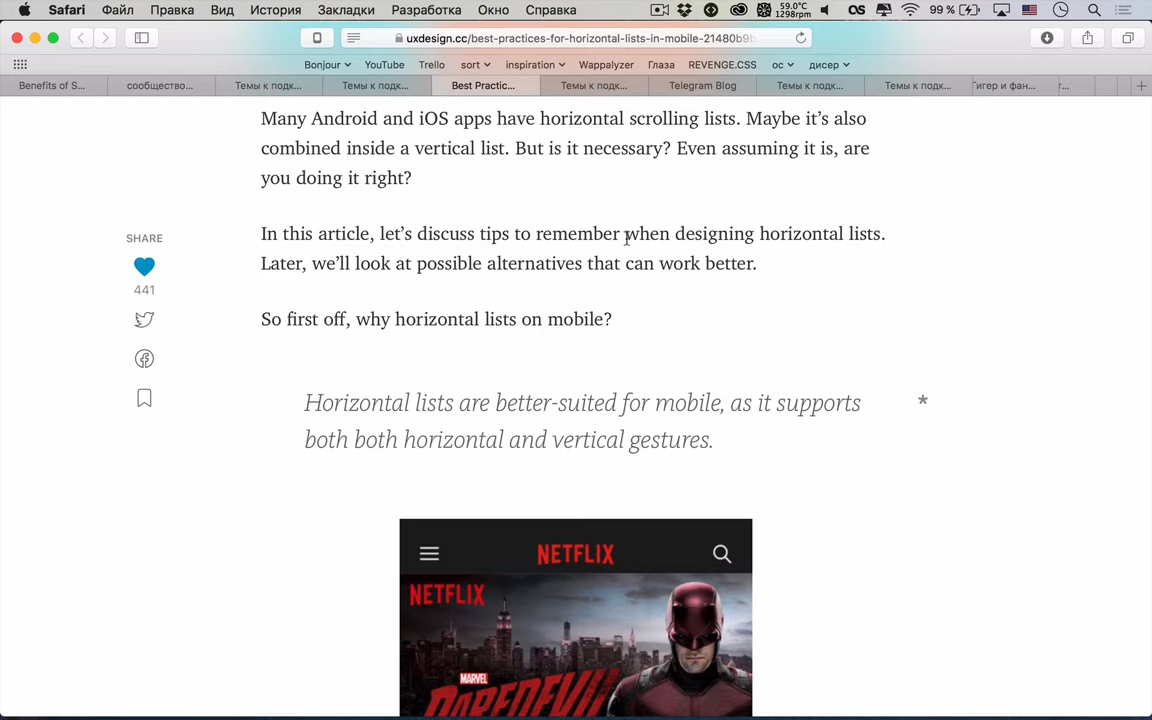 Safari Файл Правка Вид История Закладки Разработка Окно Справка 59.0°C 1298rpm 99 %
uxdesign.cc/best-practices-for-horizontal-lists-in-mobile-21480b9b
Bonjour YouTube Trello sort inspiration Wappalyzer Глаза REVENGE.CSS ос дисер
Benefits of S... сообщество... Темы к подк... Темы к подк... Best Practic... Темы к подк... Telegram Blog Темы к подк... Темы к подк... Гигер и фан...
Many Android and iOS apps have horizontal scrolling lists. Maybe it's also
combined inside a vertical list. But is it necessary? Even assuming it is, are
you doing it right?
In this article, let's discuss tips to remember when designing horizontal lists.
Later, we'll look at possible alternatives that can work better.
So first off, why horizontal lists on mobile?
SHARE
441
Horizontal lists are better-suited for mobile, as it supports *
both both horizontal and vertical gestures.
NETFLIX
NETFLIX
MARVEL
DAREDEVIL